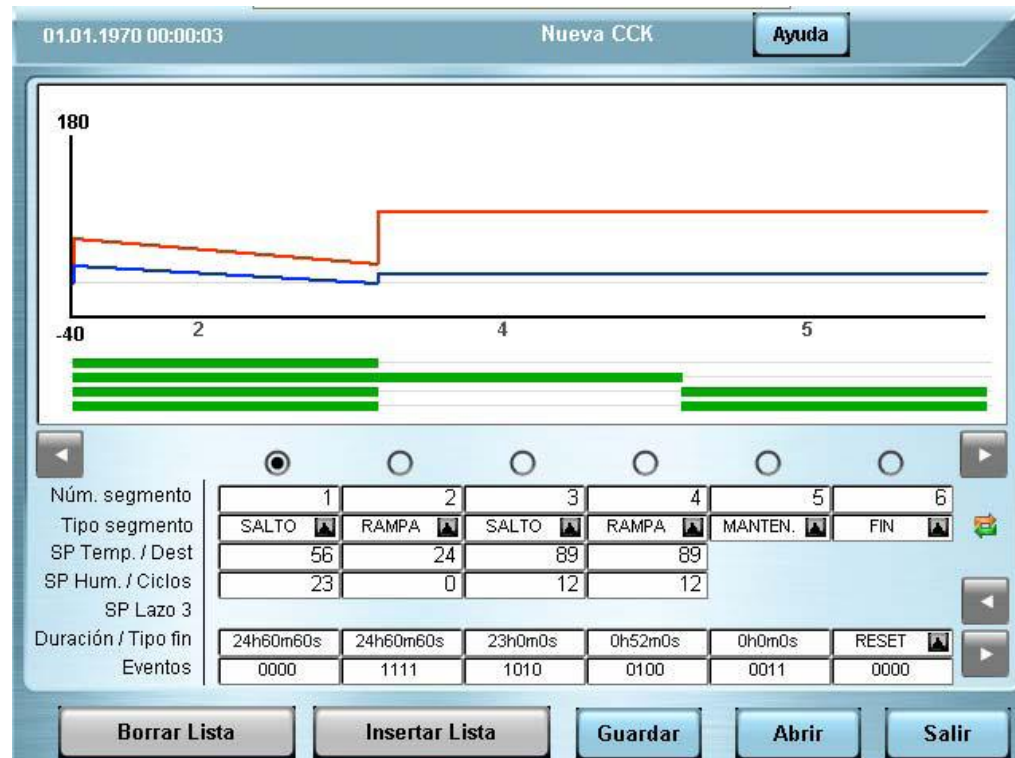 01.01.1970 00:00:03 Nueva CCK Ayuda
180
-40 2 4 5
Núm. segmento 1 2 3 4 5 6
Tipo segmento SALTO RAMPA SALTO RAMPA MANTEN. FIN
SP Temp. / Dest 56 24 89 89
SP Hum. / Ciclos 23 0 12 12
SP Lazo 3
Duración / Tipo fin 24h60m60s 24h60m60s 23h0m0s 0h52m0s 0h0m0s RESET
Eventos 0000 1111 1010 0100 0011 0000
Borrar Lista Insertar Lista Guardar Abrir Salir